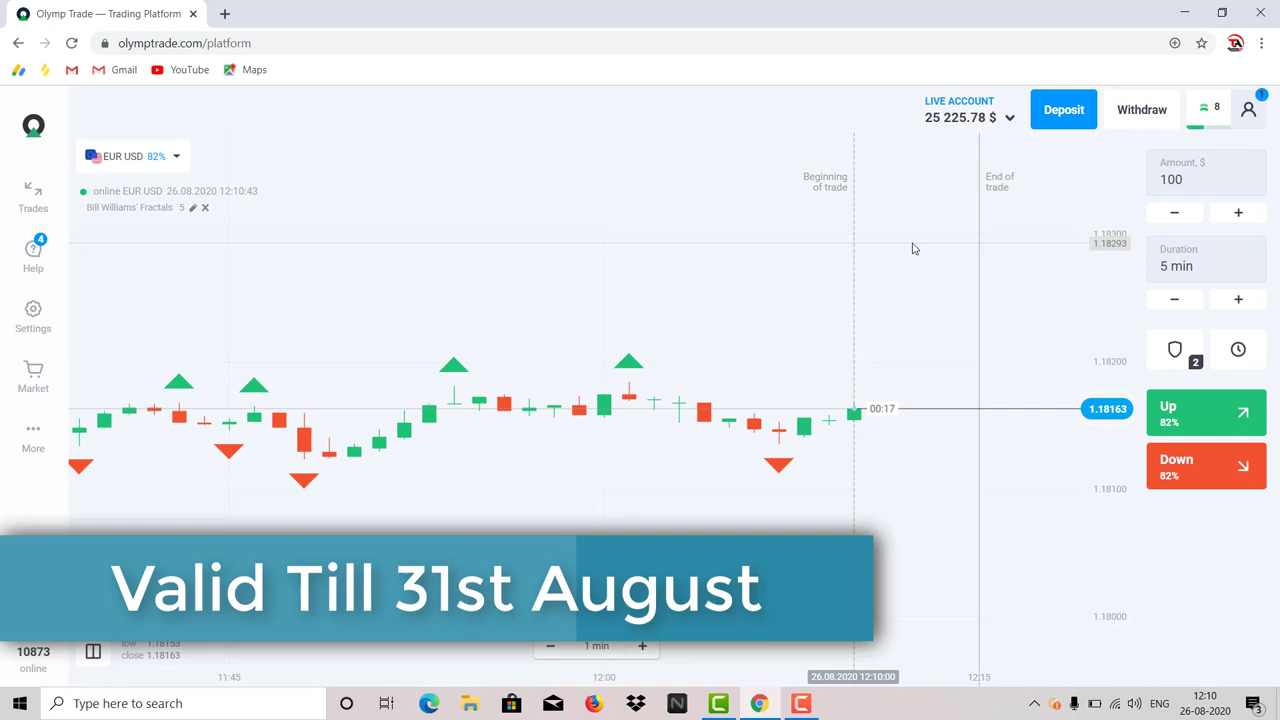 Olymp Trade — Trading Platform
olymptrade.com/platform
Gmail
YouTube
Maps
LIVE ACCOUNT
25 225.78 $
Deposit
Withdraw
8
1
EUR USD 82%
online EUR USD 26.08.2020 12:10:43
Bill Williams' Fractals 5
Beginning
of trade
End of
trade
Amount, $
100
Duration
5 min
2
Up
82%
Down
82%
Trades
4
Help
Settings
Market
More
10873
online
1.18300
1.18293
1.18200
1.18163
1.18100
1.18000
00:17
Valid Till 31st August
low 1.18153
close 1.18163
1 min
11:45
12:00
26.08.2020 12:10:00
12:15
Type here to search
N
12:10
26-08-2020
3